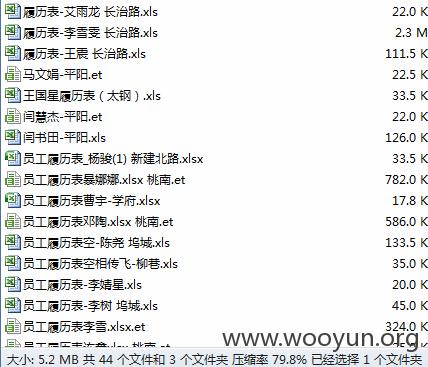 履历表-艾雨龙 长治路.xls 22.0 K
履历表-李雪雯 长治路.xls 2.3 M
履历表-王震 长治路.xls 111.5 K
马文娟-平阳.et 22.5 K
王国星履历表（太钢）.xls 33.5 K
闫慧杰-平阳.et 22.0 K
闫书田-平阳.xls 126.0 K
员工履历表_杨骏(1) 新建北路.xlsx 33.5 K
员工履历表暴娜娜.xlsx 桃南.et 782.0 K
员工履历表曹宇-学府.xlsx 17.8 K
员工履历表邓陶.xlsx 桃南.et 586.0 K
员工履历表空-陈尧 坞城.xls 133.5 K
员工履历表空相传飞-柳巷.xls 35.0 K
员工履历表-李婧星.xls 20.0 K
员工履历表-李树 坞城.xls 45.0 K
员工履历表李雪.xlsx.et 324.0 K
www.wooyun.org
大小: 5.2 MB 共 44 个文件和 3 个文件夹 压缩率 79.8% 已经选择 1 个文件夹